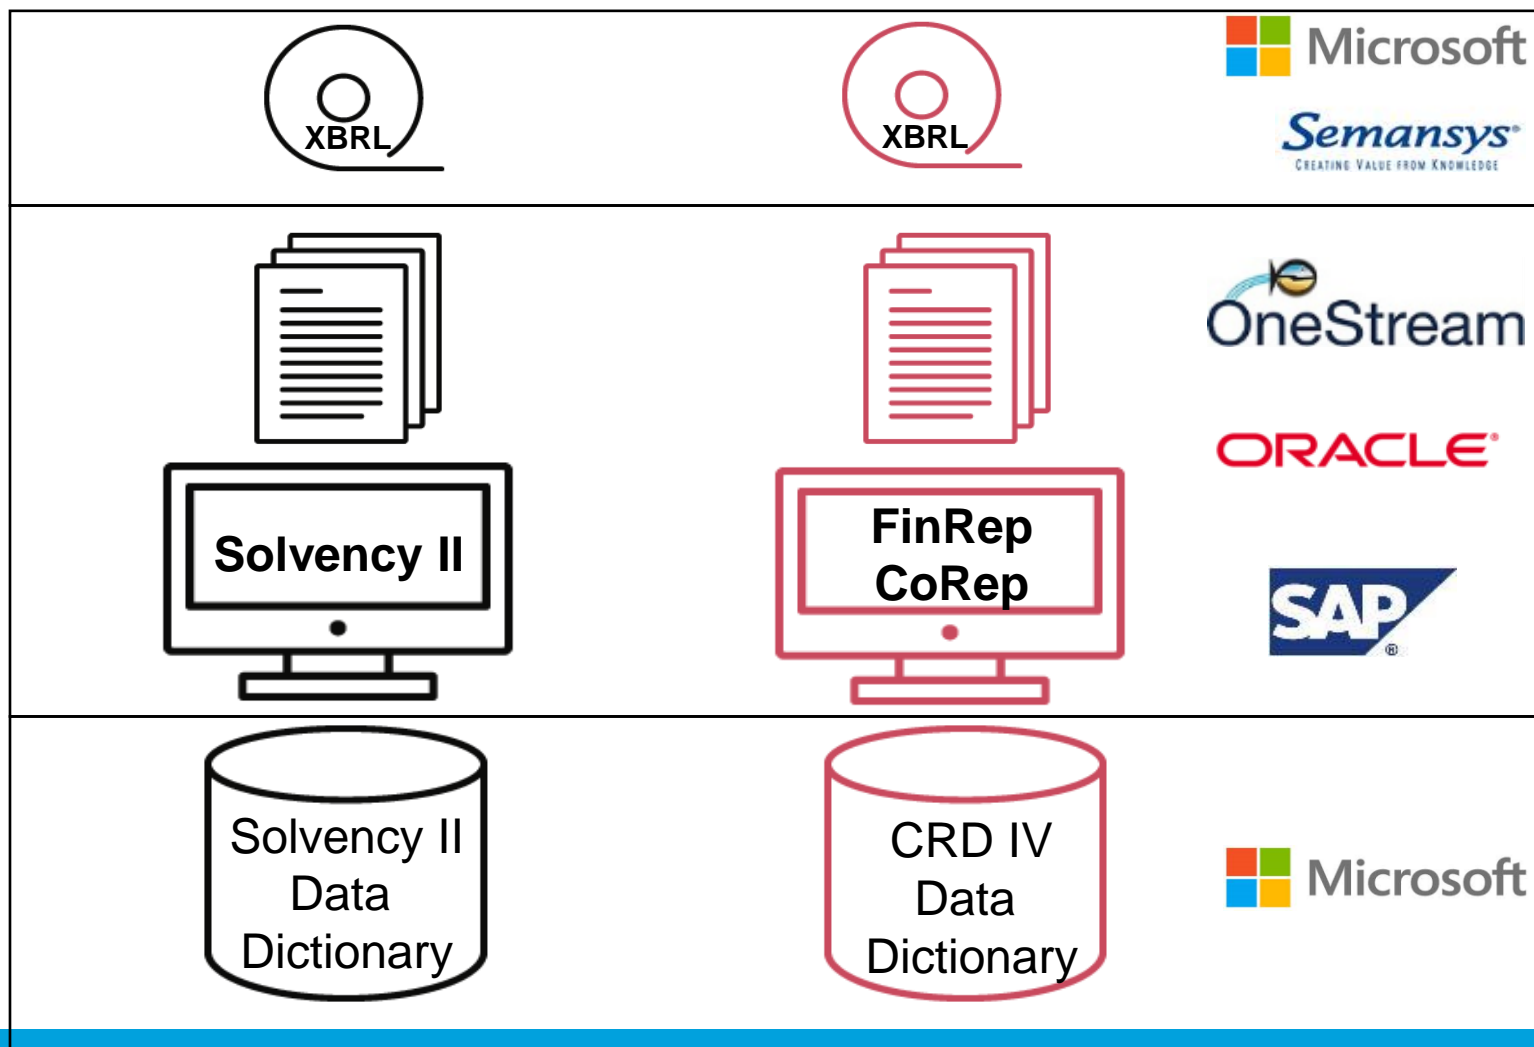 XBRL
XBRL
Microsoft
Semansys®
CREATING VALUE FROM KNOWLEDGE
OneStream
ORACLE®
Solvency II
FinRep
CoRep
SAP®
Solvency II
Data
Dictionary
CRD IV
Data
Dictionary
Microsoft